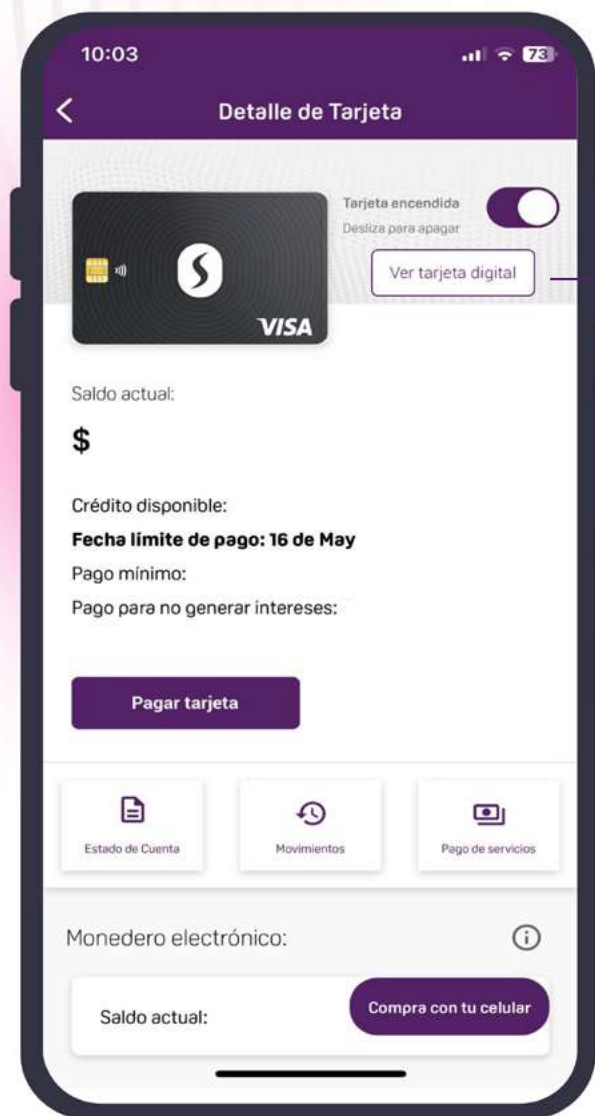 10:03
73
Detalle de Tarjeta
Tarjeta encendida
Desliza para apagar
Ver tarjeta digital
VISA
Saldo actual:
$
Crédito disponible:
Fecha límite de pago: 16 de May
Pago mínimo:
Pago para no generar intereses:
Pagar tarjeta
Estado de Cuenta
Movimientos
Pago de servicios
Monedero electrónico:
Saldo actual:
Compra con tu celular